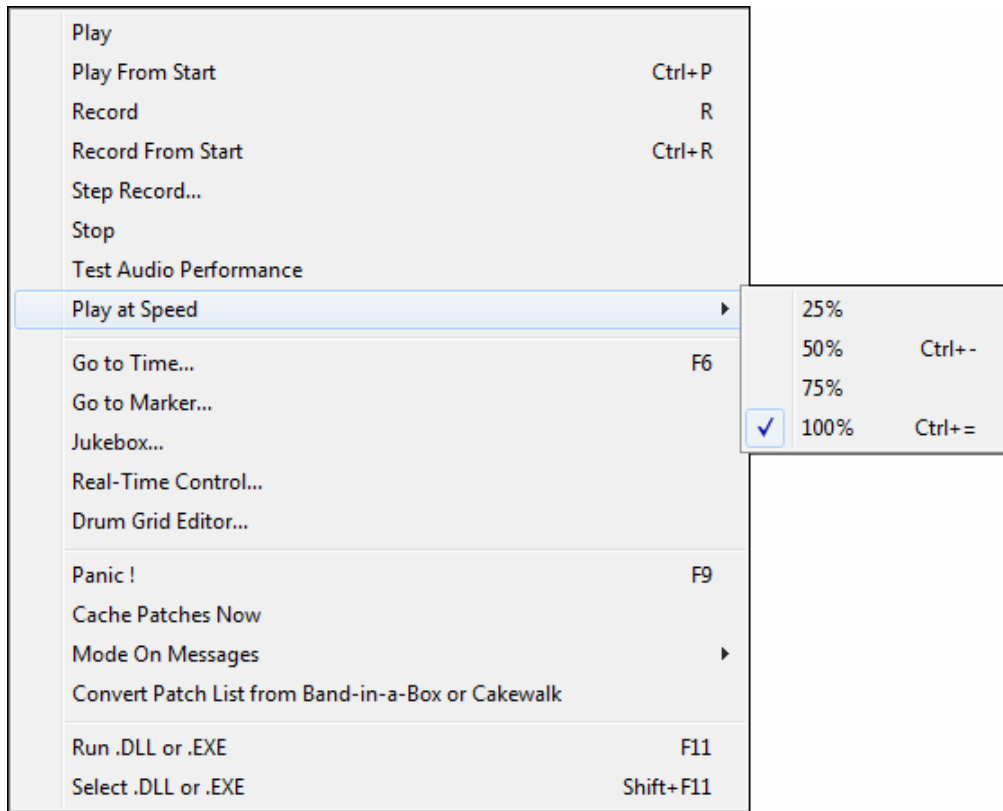 Play
Play From Start Ctrl+P
Record R
Record From Start Ctrl+R
Step Record...
Stop
Test Audio Performance
Play at Speed
25%
50% Ctrl+-
75%
100% Ctrl+=
Go to Time... F6
Go to Marker...
Jukebox...
Real-Time Control...
Drum Grid Editor...
Panic ! F9
Cache Patches Now
Mode On Messages
Convert Patch List from Band-in-a-Box or Cakewalk
Run .DLL or .EXE F11
Select .DLL or .EXE Shift+F11